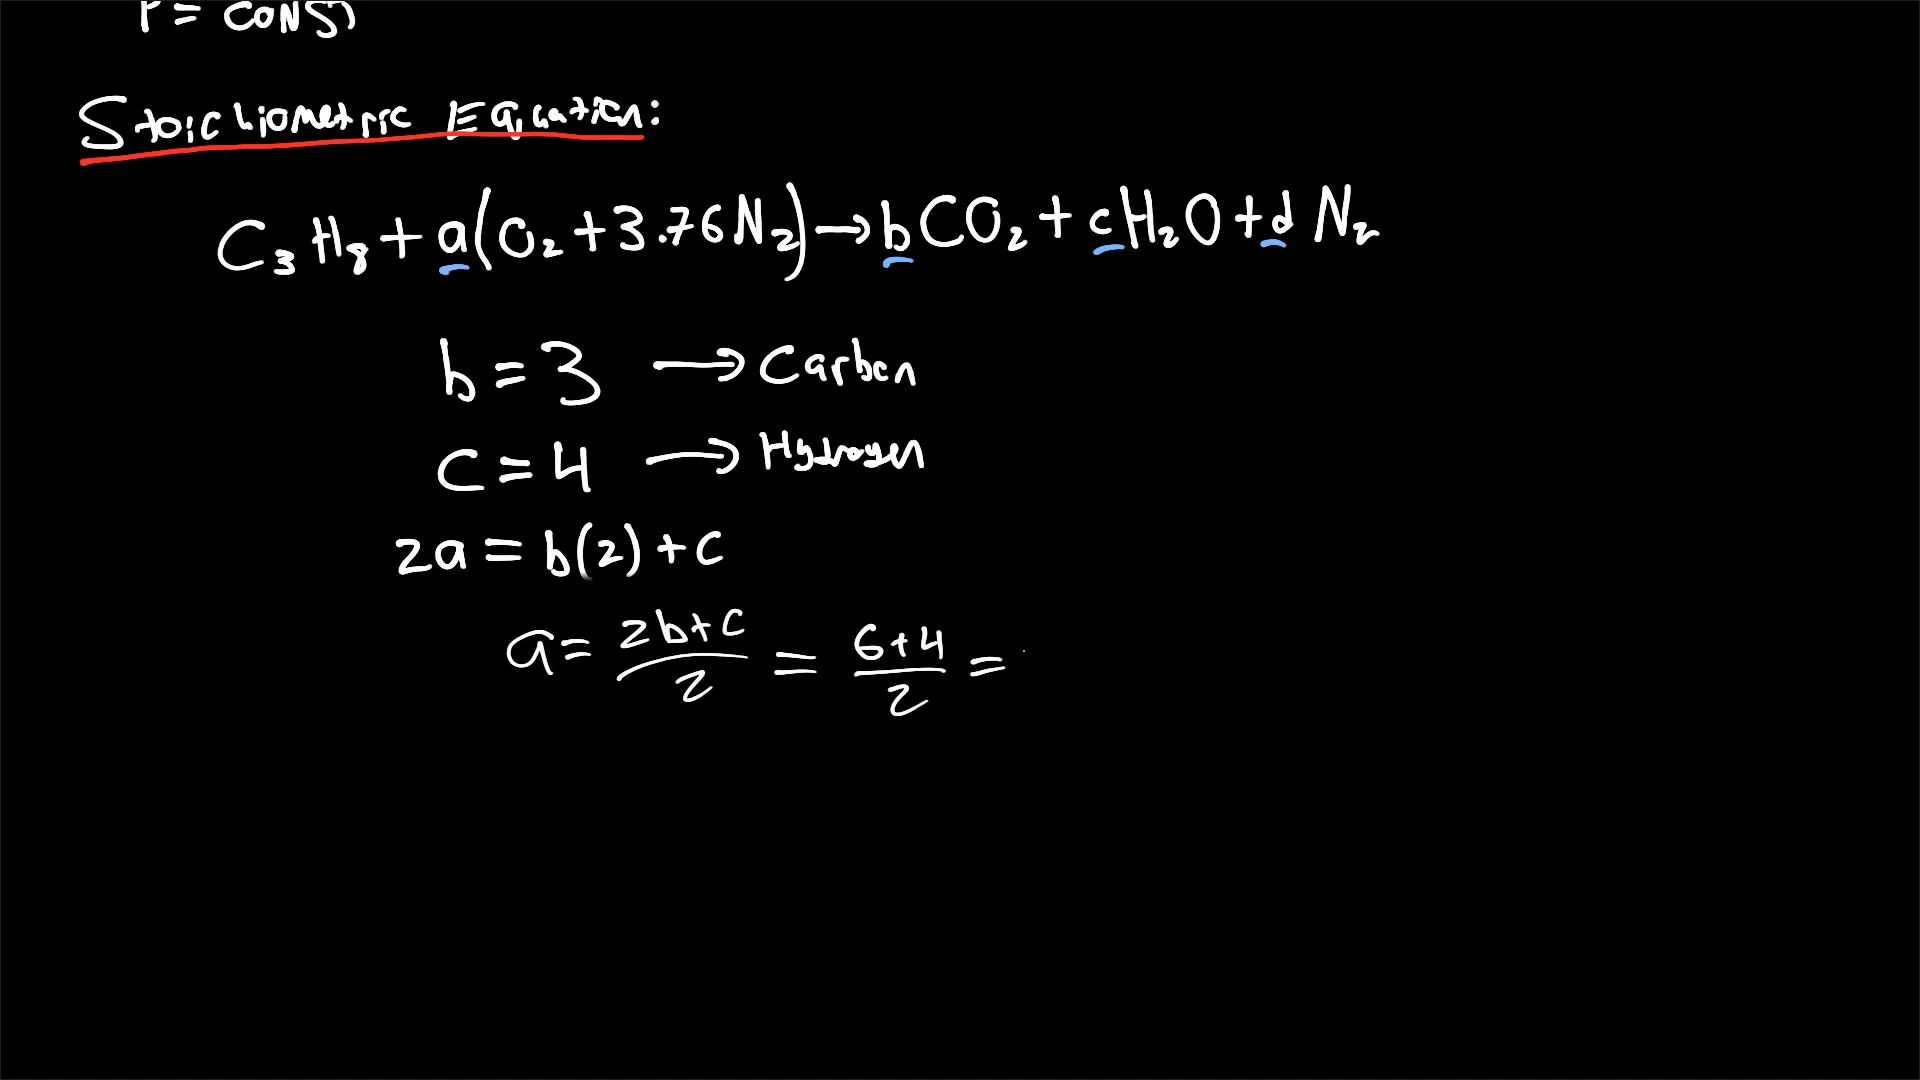 P = CONST
Stoichiometric Equation:
C₃H₈ + a(O₂ + 3.76N₂) → bCO₂ + cH₂O + dN₂
b = 3 → Carbon
c = 4 → Hydrogen
2a = b(2) + c
a = (2b+c)/2 = (6+4)/2 =